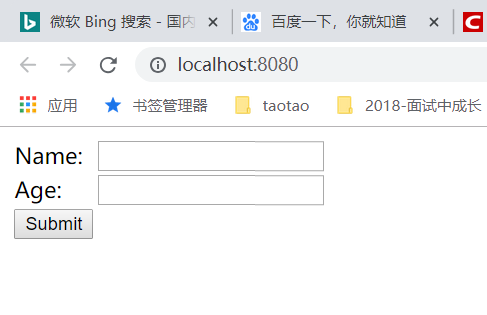 微软 Bing 搜索 - 国内 百度一下，你就知道
localhost:8080
应用 书签管理器 taotao 2018-面试中成长
Name:
Age:
Submit